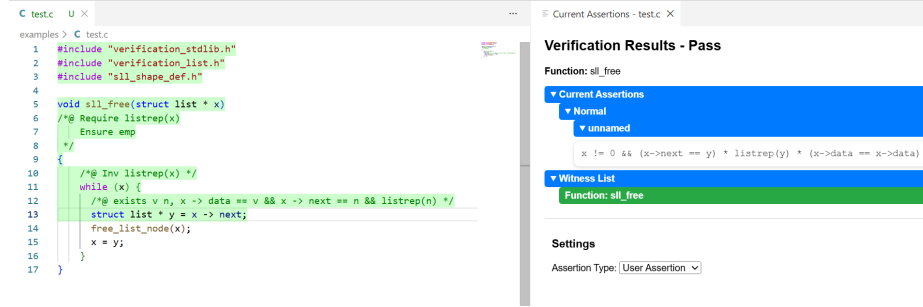 C test.c U ×
...
examples > C test.c
1 #include "verification_stdlib.h"
2 #include "verification_list.h"
3 #include "sll_shape_def.h"
4
5 void sll_free(struct list * x)
6 /*@ Require listrep(x)
7 Ensure emp
8 */
9 {
10 /*@ Inv listrep(x) */
11 while (x) {
12 /*@ exists v n, x -> data == v && x -> next == n && listrep(n) */
13 struct list * y = x -> next;
14 free_list_node(x);
15 x = y;
16 }
17 }
Current Assertions - test.c ×
Verification Results - Pass
Function: sll_free
Current Assertions
Normal
unnamed
x != 0 && (x->next == y) * listrep(y) * (x->data == x->data)
Witness List
Function: sll_free
Settings
Assertion Type: User Assertion